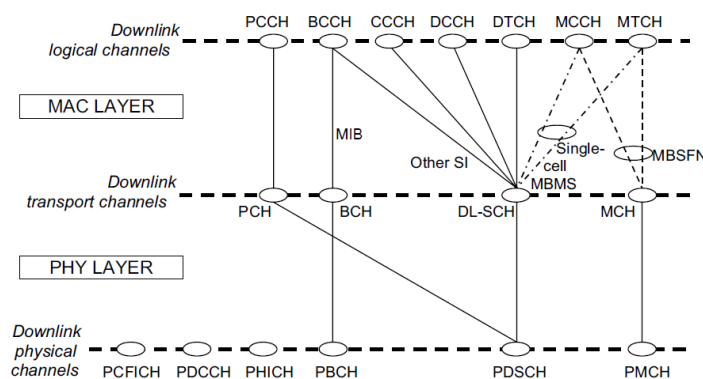 PCCH BCCH CCCH DCCH DTCH MCCH MTCH
Downlink
logical channels
MAC LAYER
MIB
Other SI
Single-
cell
MBMS
MBSFN
Downlink
transport channels
PCH BCH DL-SCH MCH
PHY LAYER
Downlink
physical
channels
PCFICH PDCCH PHICH PBCH PDSCH PMCH